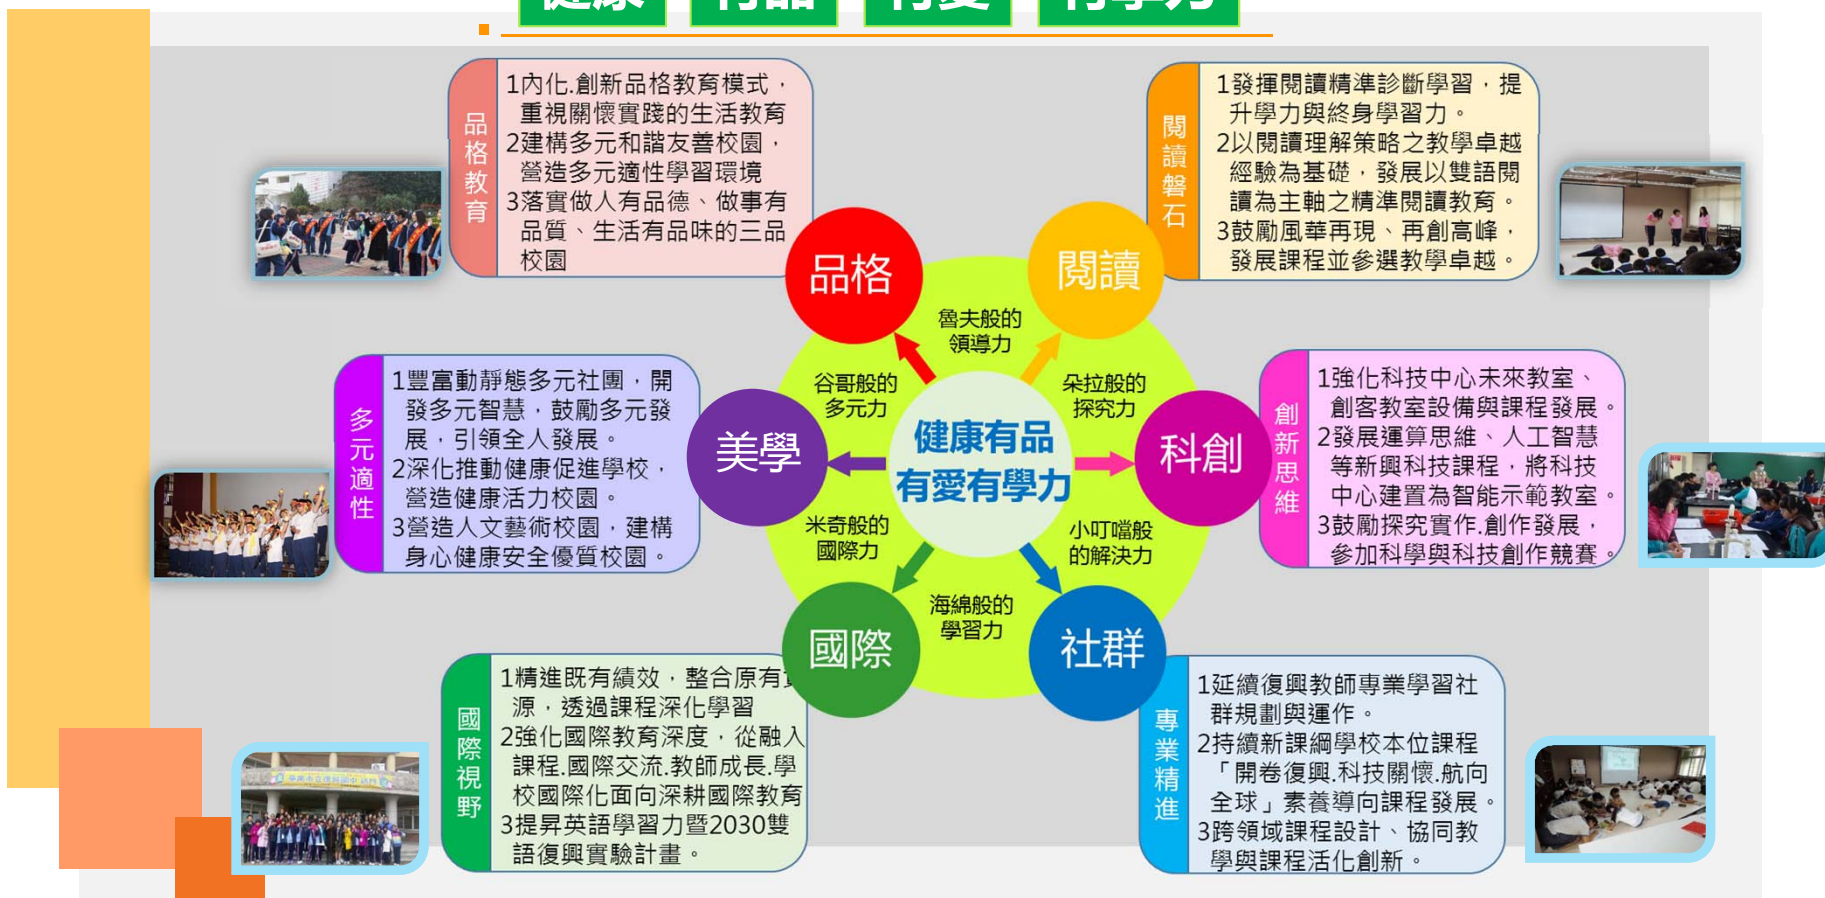 健康 有品 有愛 有學力
品格教育
1內化.創新品格教育模式，
重視關懷實踐的生活教育
2建構多元和諧友善校園，
營造多元適性學習環境
3落實做人有品德、做事有
品質、生活有品味的三品
校園
閱讀磐石
1發揮閱讀精準診斷學習，提
升學力與終身學習力。
2以閱讀理解策略之教學卓越
經驗為基礎，發展以雙語閱
讀為主軸之精準閱讀教育。
3鼓勵風華再現、再創高峰，
發展課程並參選教學卓越。
品格
閱讀
魯夫般的
領導力
谷哥般的
多元力
朵拉般的
探究力
多元適性
1豐富動靜態多元社團，開
發多元智慧，鼓勵多元發
展，引領全人發展。
2深化推動健康促進學校，
營造健康活力校園。
3營造人文藝術校園，建構
身心健康安全優質校園。
美學
健康有品
有愛有學力
科創
創新思維
1強化科技中心未來教室、
創客教室設備與課程發展。
2發展運算思維、人工智慧
等新興科技課程，將科技
中心建置為智能示範教室。
3鼓勵探究實作.創作發展，
參加科學與科技創作競賽。
米奇般的
國際力
小叮噹般
的解決力
海綿般的
學習力
國際
社群
國際視野
1精進既有績效，整合原有資
源，透過課程深化學習
2強化國際教育深度，從融入
課程.國際交流.教師成長.學
校國際化面向深耕國際教育
3提昇英語學習力暨2030雙
語復興實驗計畫。
專業精進
1延續復興教師專業學習社
群規劃與運作。
2持續新課綱學校本位課程
「開卷復興.科技關懷.航向
全球」素養導向課程發展。
3跨領域課程設計、協同教
學與課程活化創新。